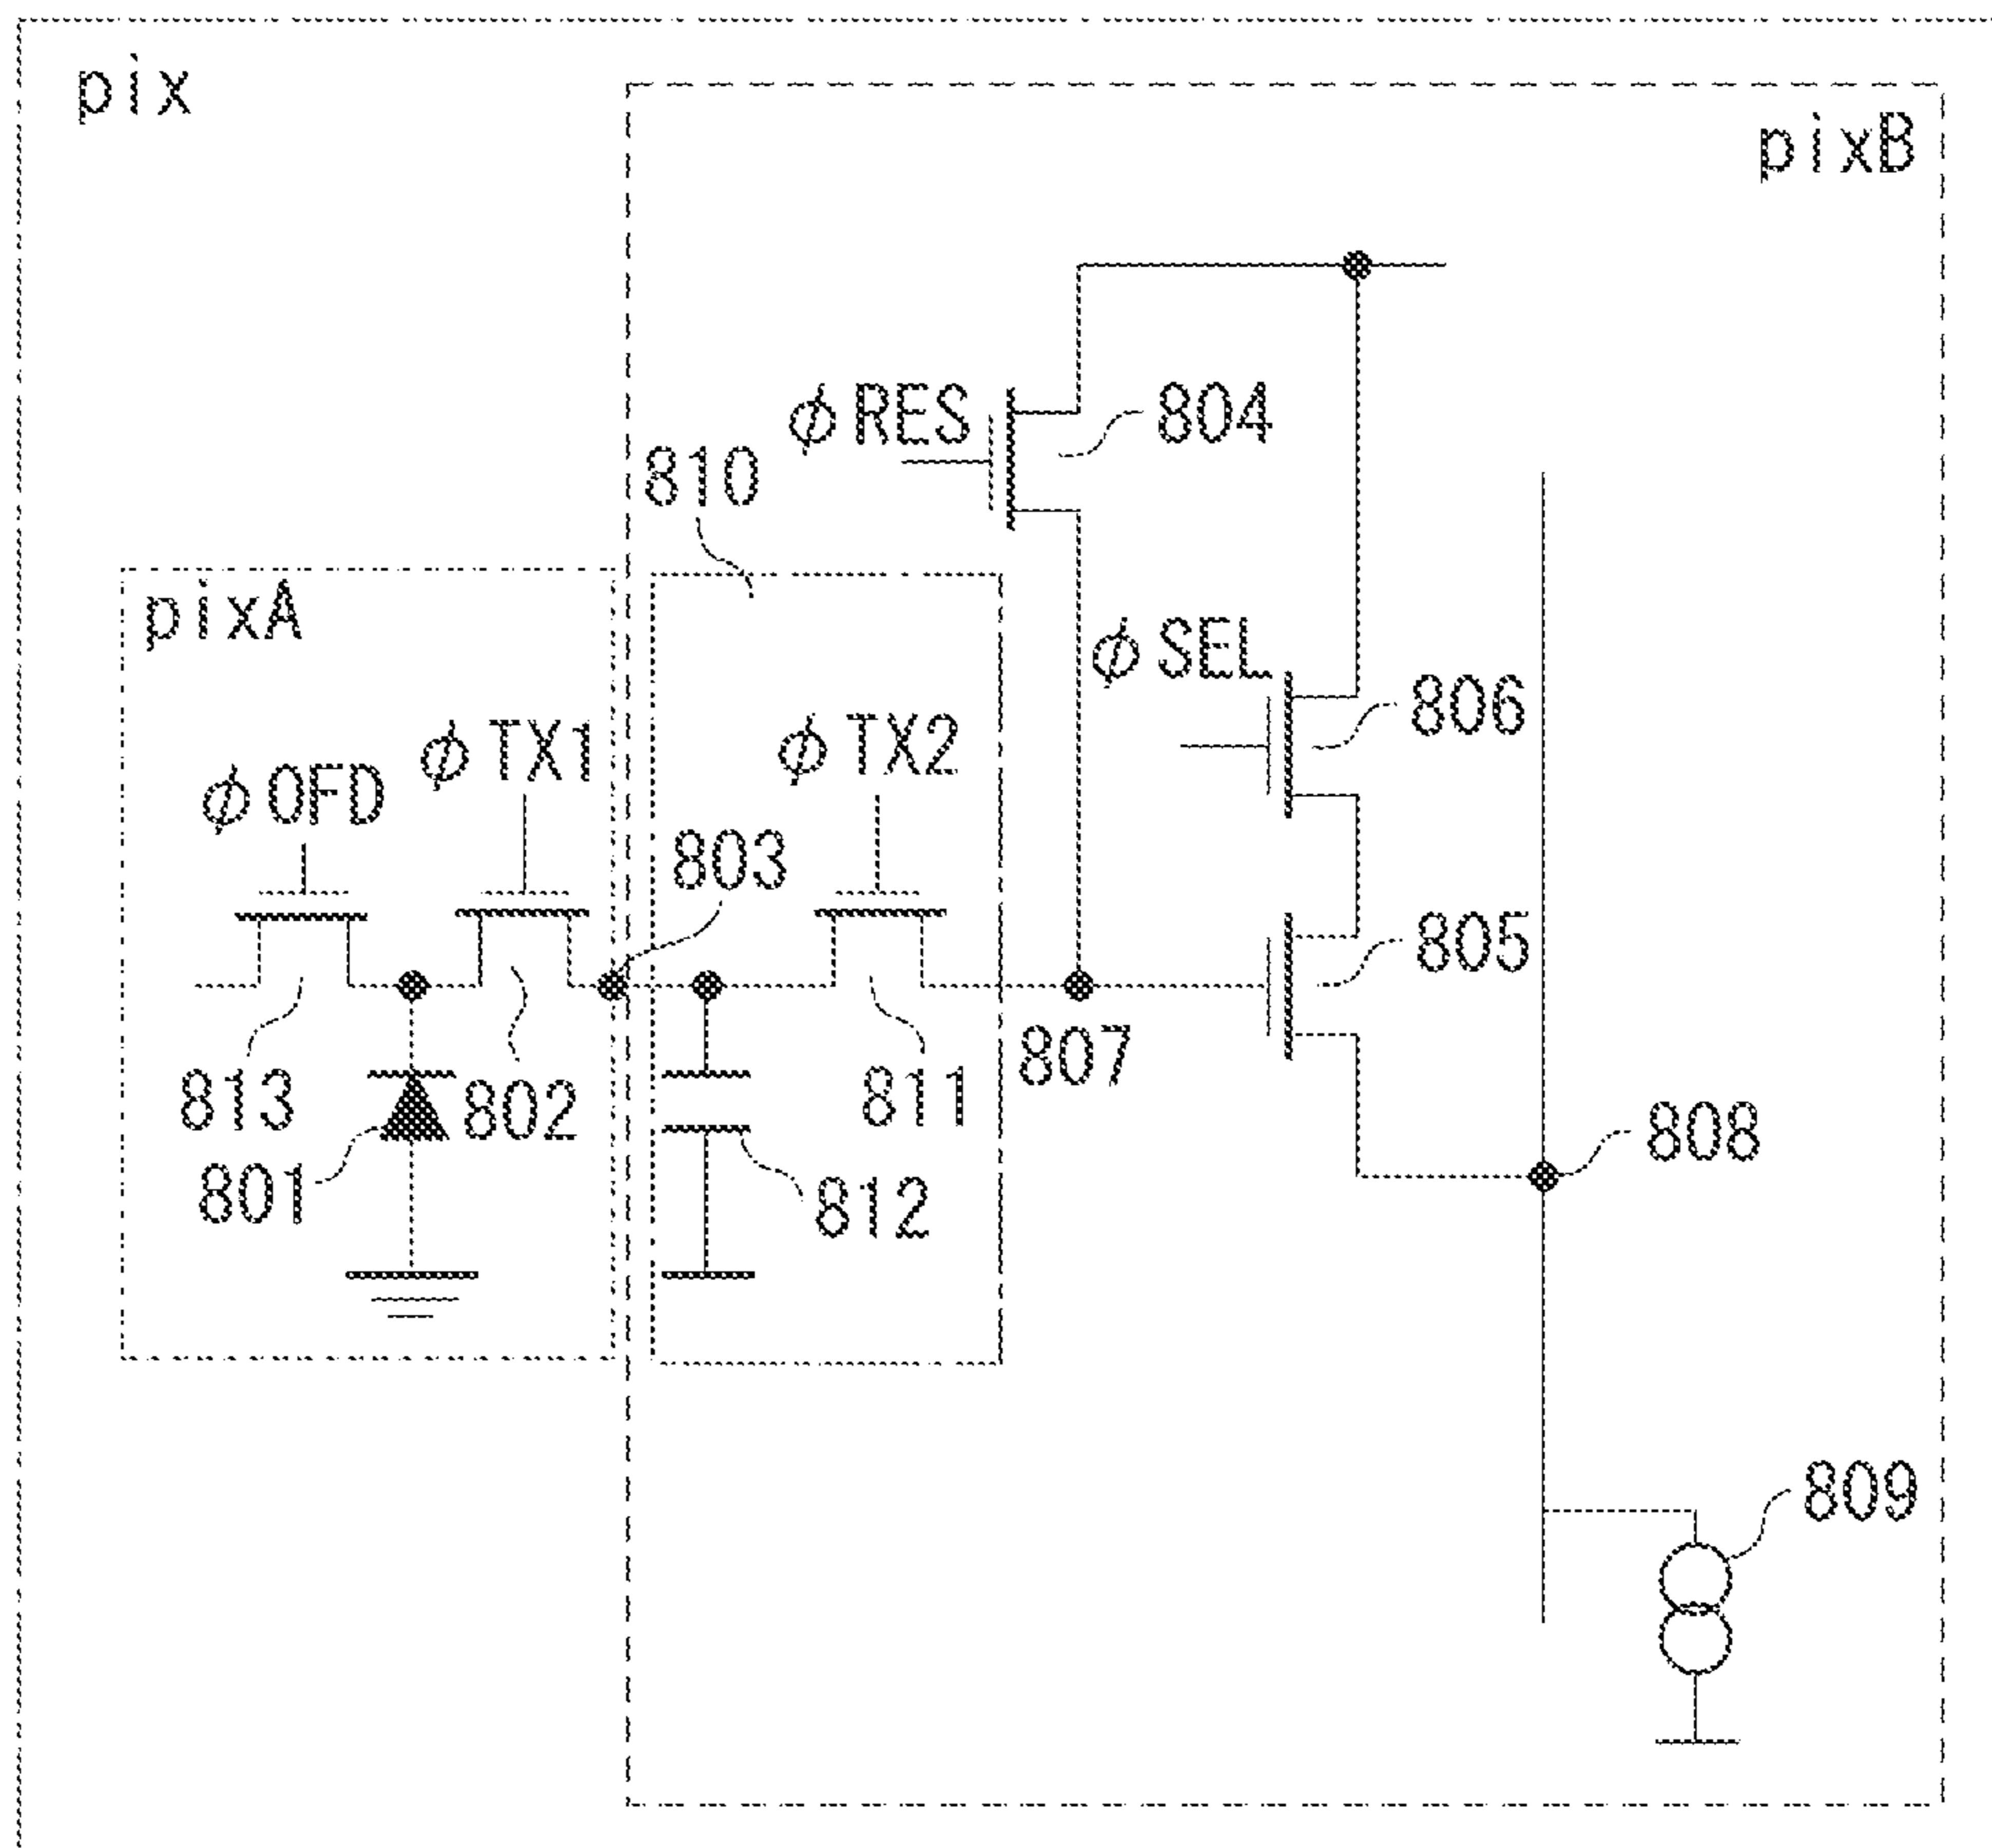 pix
pixB
φRES
804
810
pixA
φSEL
806
φOFD
φTX1
φTX2
803
805
813
801
802
811
807
812
808
809